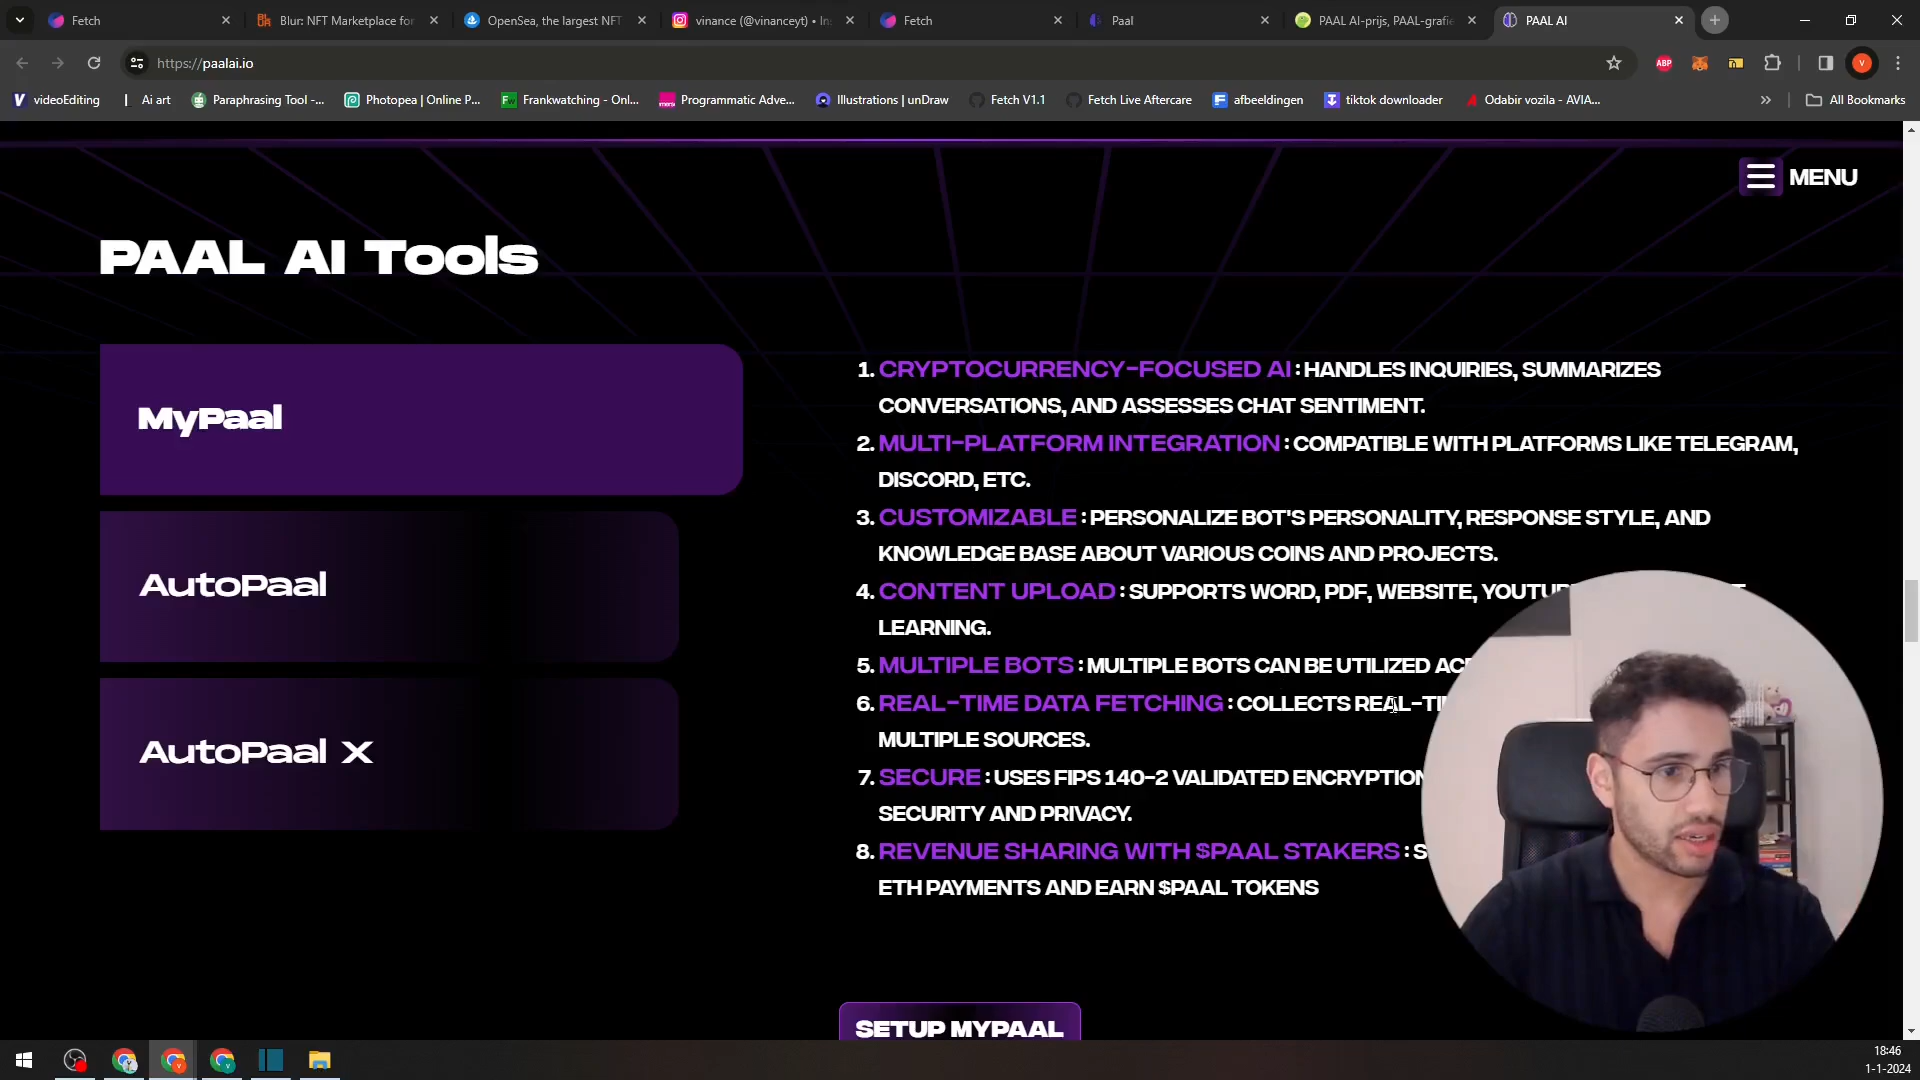 Fetch
Blur: NFT Marketplace for
OpenSea, the largest NFT
vinance (@vinanceyt) • In
Fetch
Paal
PAAL AI-prijs, PAAL-grafie
PAAL AI
https://paalai.io
ABP
V
videoEditing
Ai art
Paraphrasing Tool -...
Photopea | Online P...
Frankwatching - Onl...
Programmatic Adve...
Illustrations | unDraw
Fetch V1.1
Fetch Live Aftercare
afbeeldingen
tiktok downloader
Odabir vozila - AVIA...
All Bookmarks
MENU
PAAL AI Tools
MyPaal
AutoPaal
AutoPaal X
1. CRYPTOCURRENCY-FOCUSED AI : HANDLES INQUIRIES, SUMMARIZES
CONVERSATIONS, AND ASSESSES CHAT SENTIMENT.
2. MULTI-PLATFORM INTEGRATION : COMPATIBLE WITH PLATFORMS LIKE TELEGRAM,
DISCORD, ETC.
3. CUSTOMIZABLE : PERSONALIZE BOT'S PERSONALITY, RESPONSE STYLE, AND
KNOWLEDGE BASE ABOUT VARIOUS COINS AND PROJECTS.
4. CONTENT UPLOAD : SUPPORTS WORD, PDF, WEBSITE,
LEARNING.
5. MULTIPLE BOTS : MULTIPLE BOTS CAN BE UTILIZED
6. REAL-TIME DATA FETCHING : COLLECTS
MULTIPLE SOURCES.
7. SECURE : USES FIPS 140-2 VALIDATED ENCRYPTION
SECURITY AND PRIVACY.
8. REVENUE SHARING WITH $PAAL STAKERS :
ETH PAYMENTS AND EARN $PAAL TOKENS
SETUP MYPAAL
18:46
1-1-2024